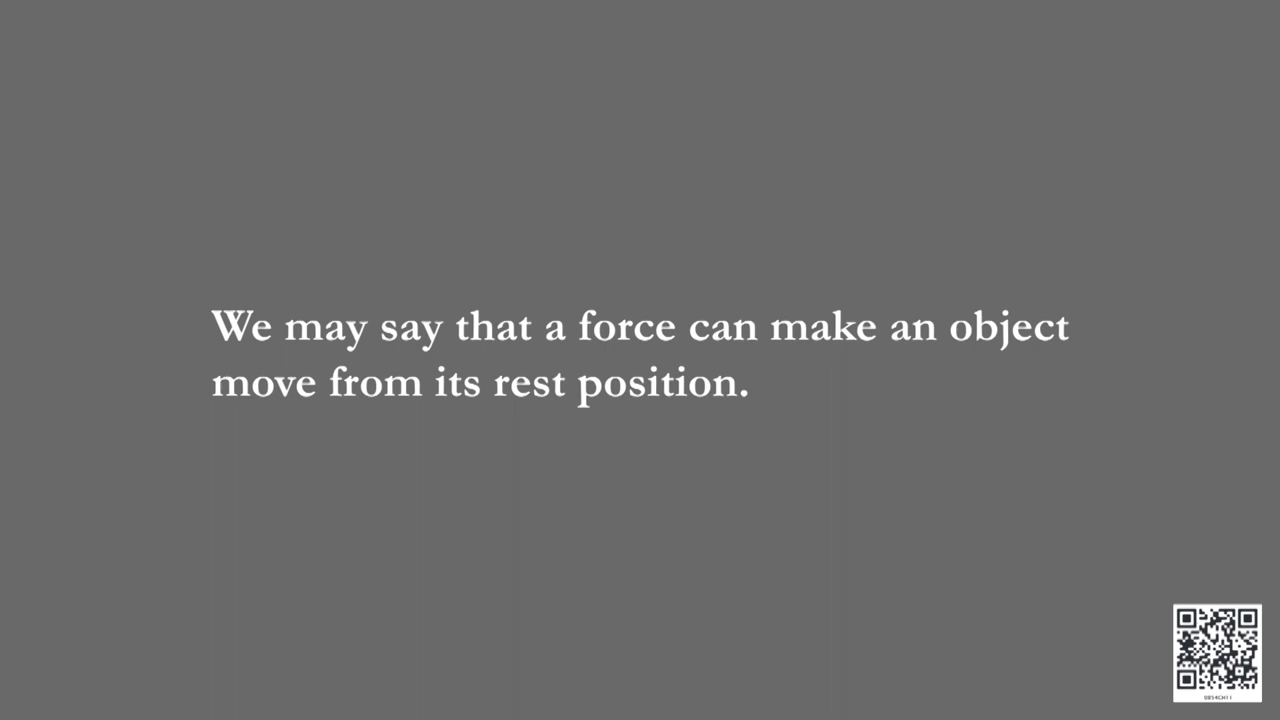 We may say that a force can make an object
move from its rest position.